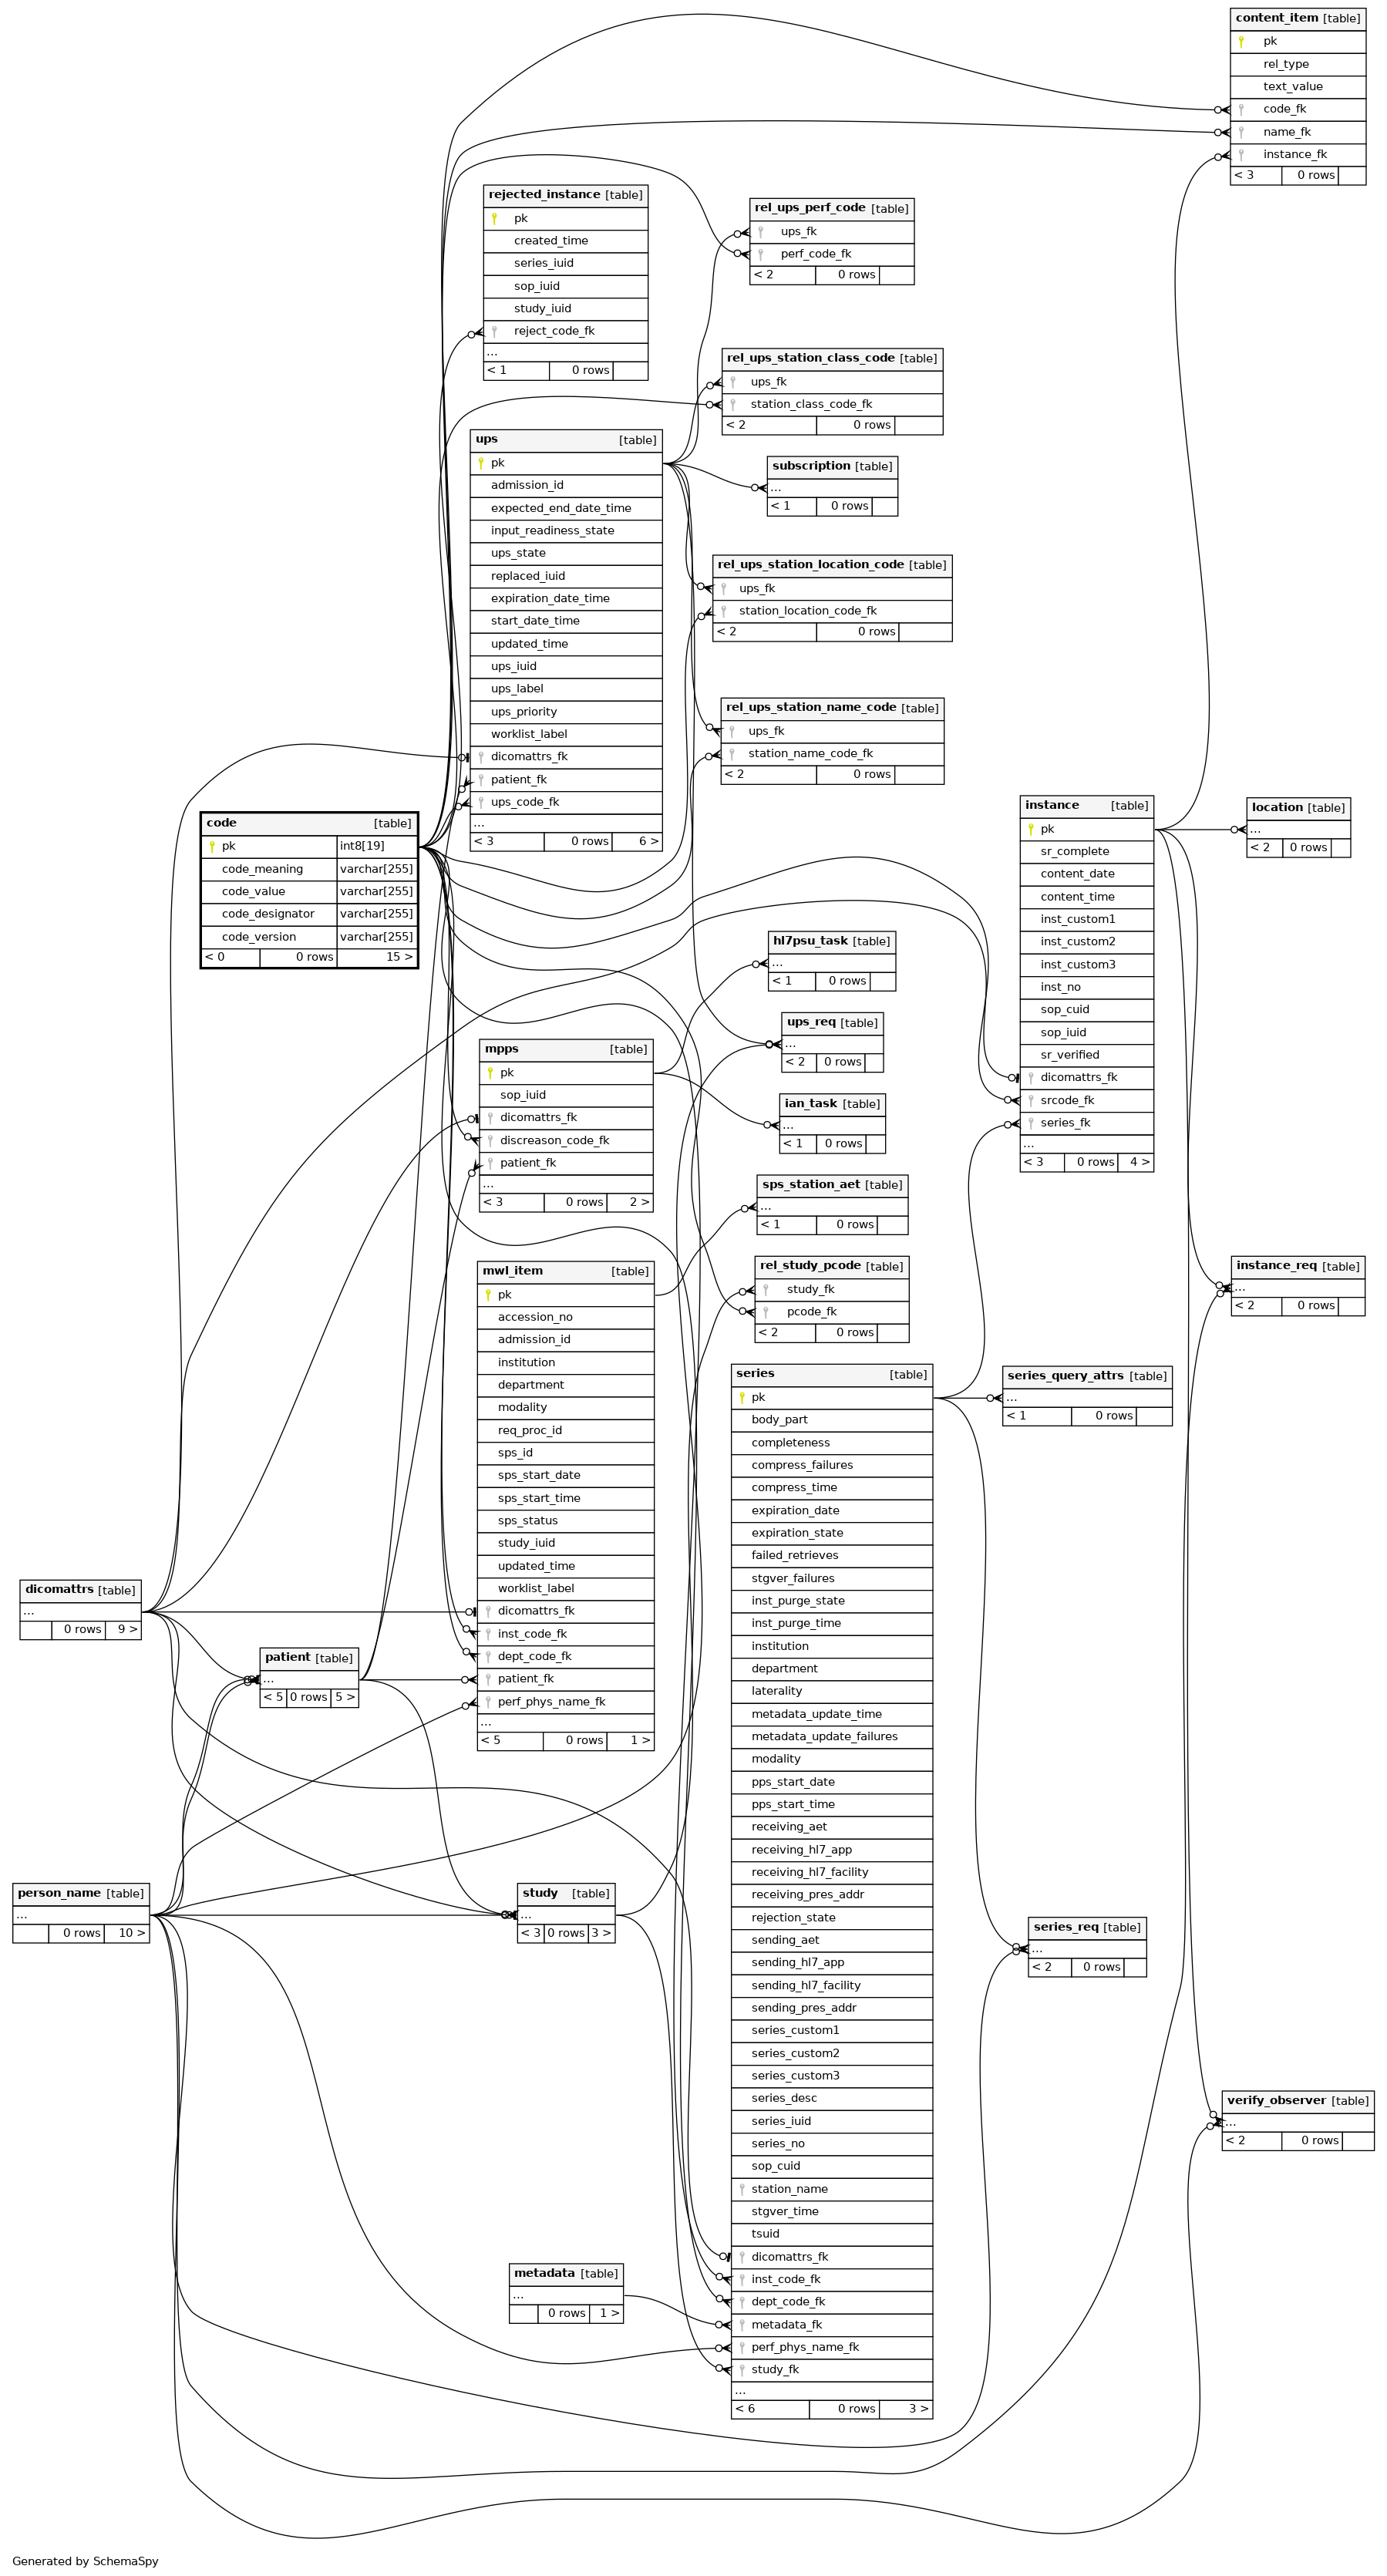 content_item [table]
pk
rel_type
text_value
code_fk
name_fk
instance_fk
< 3 0 rows
rejected_instance [table]
pk
created_time
series_iuid
sop_iuid
study_iuid
reject_code_fk
...
< 1 0 rows
rel_ups_perf_code [table]
ups_fk
perf_code_fk
< 2 0 rows
rel_ups_station_class_code [table]
ups_fk
station_class_code_fk
< 2 0 rows
ups [table]
pk
admission_id
expected_end_date_time
input_readiness_state
ups_state
replaced_iuid
expiration_date_time
start_date_time
updated_time
ups_iuid
ups_label
ups_priority
worklist_label
dicomattrs_fk
patient_fk
ups_code_fk
...
< 3 0 rows 6 >
subscription [table]
...
< 1 0 rows
rel_ups_station_location_code [table]
ups_fk
station_location_code_fk
< 2 0 rows
rel_ups_station_name_code [table]
ups_fk
station_name_code_fk
< 2 0 rows
code [table]
pk int8[19]
code_meaning varchar[255]
code_value varchar[255]
code_designator varchar[255]
code_version varchar[255]
< 0 0 rows 15 >
instance [table]
pk
sr_complete
content_date
content_time
inst_custom1
inst_custom2
inst_custom3
inst_no
sop_cuid
sop_iuid
sr_verified
dicomattrs_fk
srcode_fk
series_fk
...
< 3 0 rows 4 >
location [table]
...
< 2 0 rows
hl7psu_task [table]
...
< 1 0 rows
ups_req [table]
...
< 2 0 rows
mpps [table]
pk
sop_iuid
dicomattrs_fk
discreason_code_fk
patient_fk
...
< 3 0 rows 2 >
ian_task [table]
...
< 1 0 rows
sps_station_aet [table]
...
< 1 0 rows
rel_study_pcode [table]
study_fk
pcode_fk
< 2 0 rows
instance_req [table]
...
< 2 0 rows
mwl_item [table]
pk
accession_no
admission_id
institution
department
modality
req_proc_id
sps_id
sps_start_date
sps_start_time
sps_status
study_iuid
updated_time
worklist_label
dicomattrs_fk
inst_code_fk
dept_code_fk
patient_fk
perf_phys_name_fk
...
< 5 0 rows 1 >
series [table]
pk
body_part
completeness
compress_failures
compress_time
expiration_date
expiration_state
failed_retrieves
stgver_failures
inst_purge_state
inst_purge_time
institution
department
laterality
metadata_update_time
metadata_update_failures
modality
pps_start_date
pps_start_time
receiving_aet
receiving_hl7_app
receiving_hl7_facility
receiving_pres_addr
rejection_state
sending_aet
sending_hl7_app
sending_hl7_facility
sending_pres_addr
series_custom1
series_custom2
series_custom3
series_desc
series_iuid
series_no
sop_cuid
station_name
stgver_time
tsuid
dicomattrs_fk
inst_code_fk
dept_code_fk
metadata_fk
perf_phys_name_fk
study_fk
...
< 6 0 rows 3 >
series_query_attrs [table]
...
< 1 0 rows
dicomattrs [table]
...
0 rows 9 >
patient [table]
...
< 5 0 rows 5 >
person_name [table]
...
0 rows 10 >
study [table]
...
< 3 0 rows 3 >
series_req [table]
...
< 2 0 rows
verify_observer [table]
...
< 2 0 rows
metadata [table]
...
0 rows 1 >
Generated by SchemaSpy